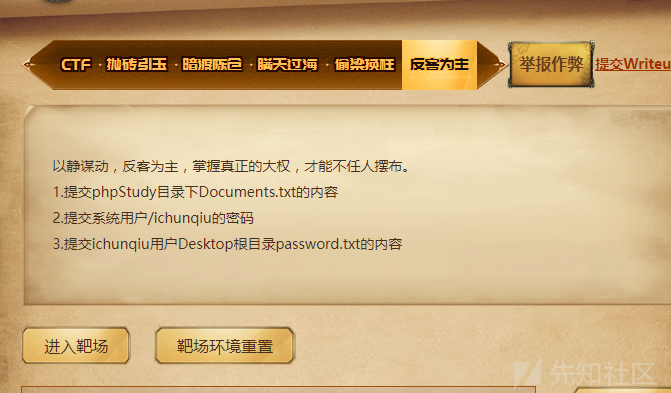 CTF · 抛砖引玉 · 暗渡陈仓 · 瞒天过海 · 偷梁换柱 反客为主 举报作弊 提交Writeu
以静谋动，反客为主，掌握真正的大权，才能不任人摆布。
1.提交phpStudy目录下Documents.txt的内容
2.提交系统用户/ichunqiu的密码
3.提交ichunqiu用户Desktop根目录password.txt的内容
进入靶场 靶场环境重置
先知社区